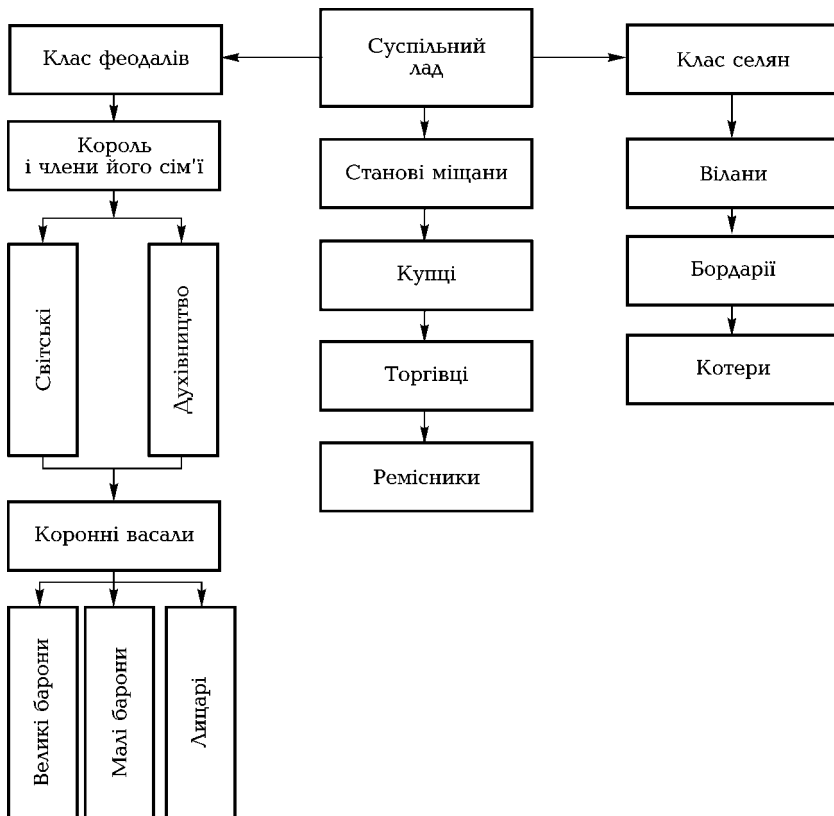 Клас феодалів
Суспільний
лад
Клас селян
Король
і члени його сім'ї
Станові міщани
Вілани
Світські
Духівництво
Купці
Бордарії
Торгівці
Котери
Ремісники
Коронні васали
Великі барони
Малі барони
Лицарі